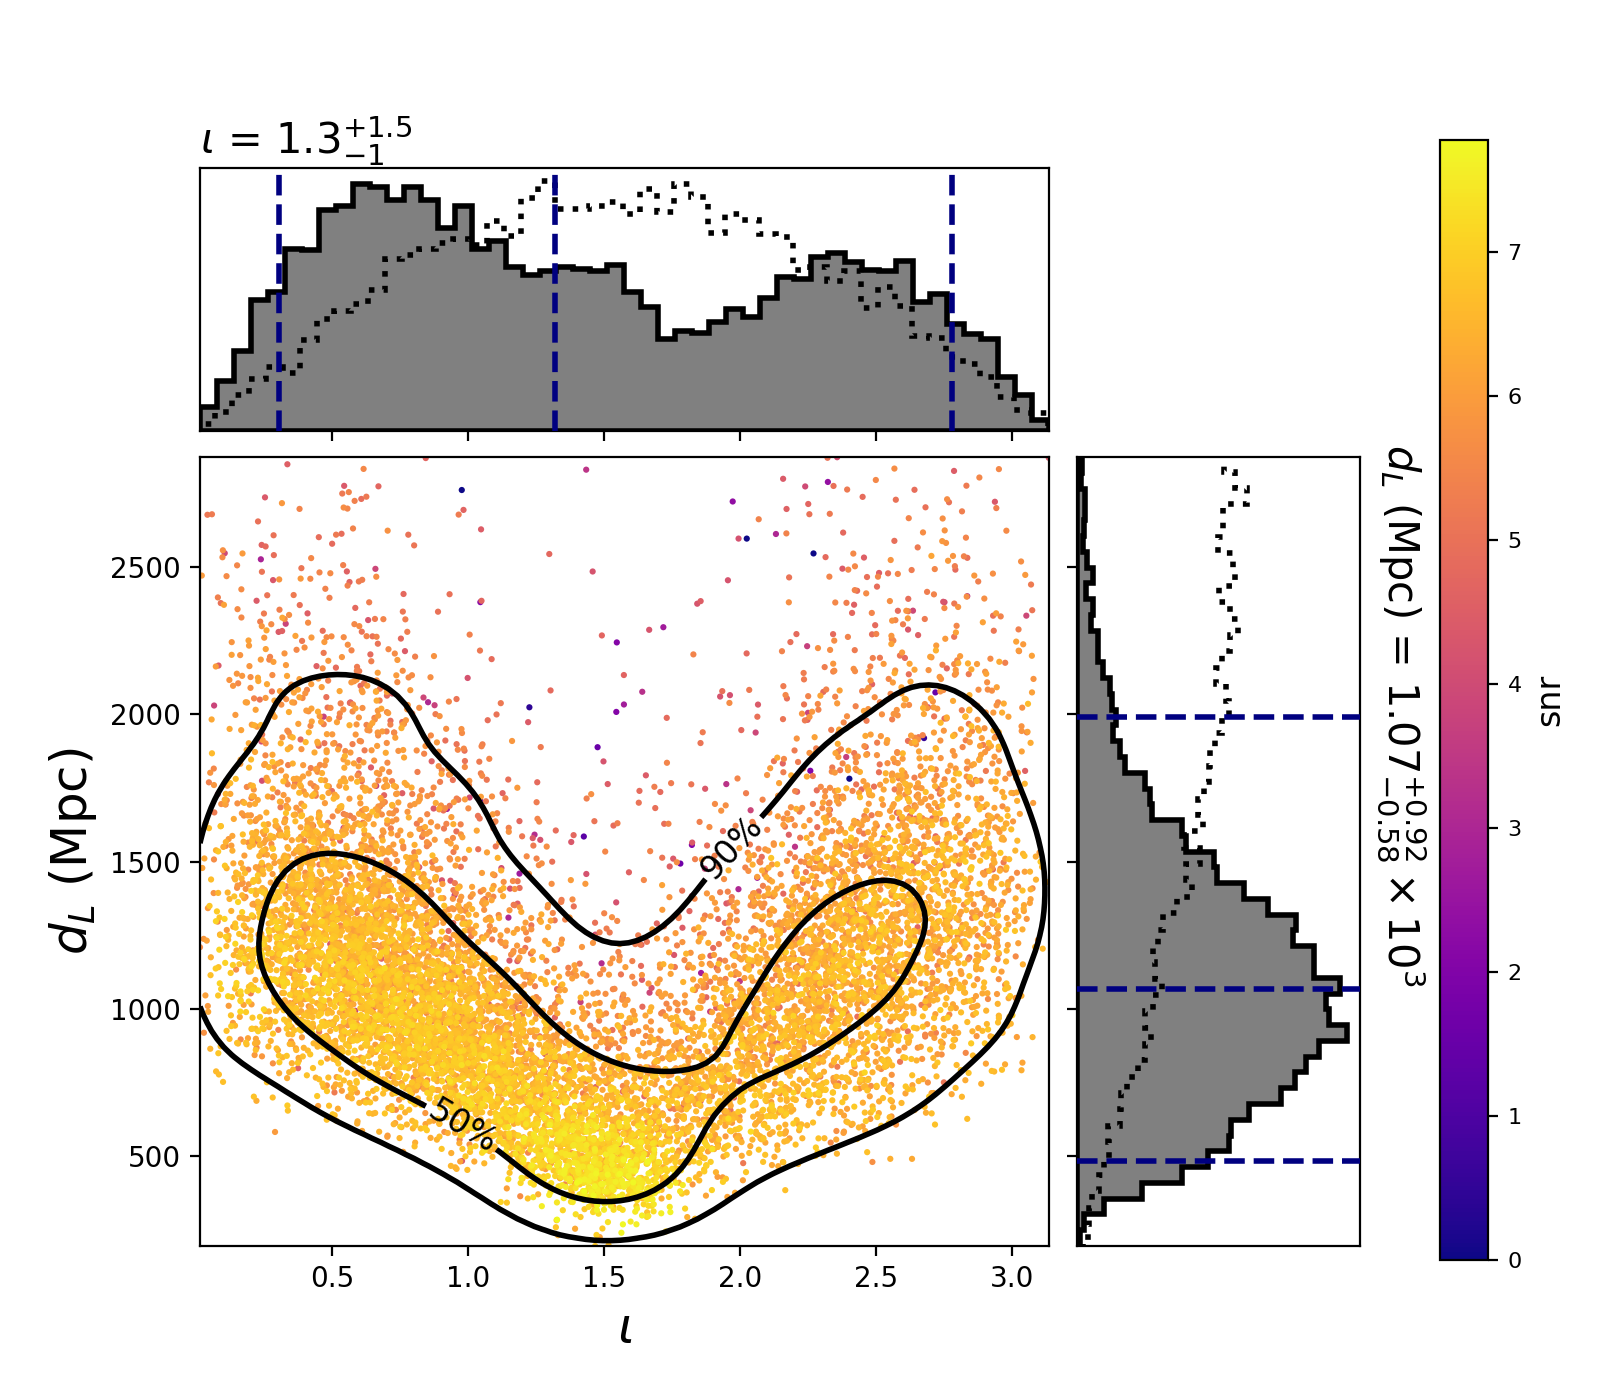 ι = 1.3^{+1.5}_{−1}
2500
2000
1500
1000
500
d_L (Mpc)
90%
50%
0.5 1.0 1.5 2.0 2.5 3.0
ι
d_L (Mpc) = 1.07^{+0.92}_{−0.58} × 10^3
7
6
5
4
3
2
1
0
snr